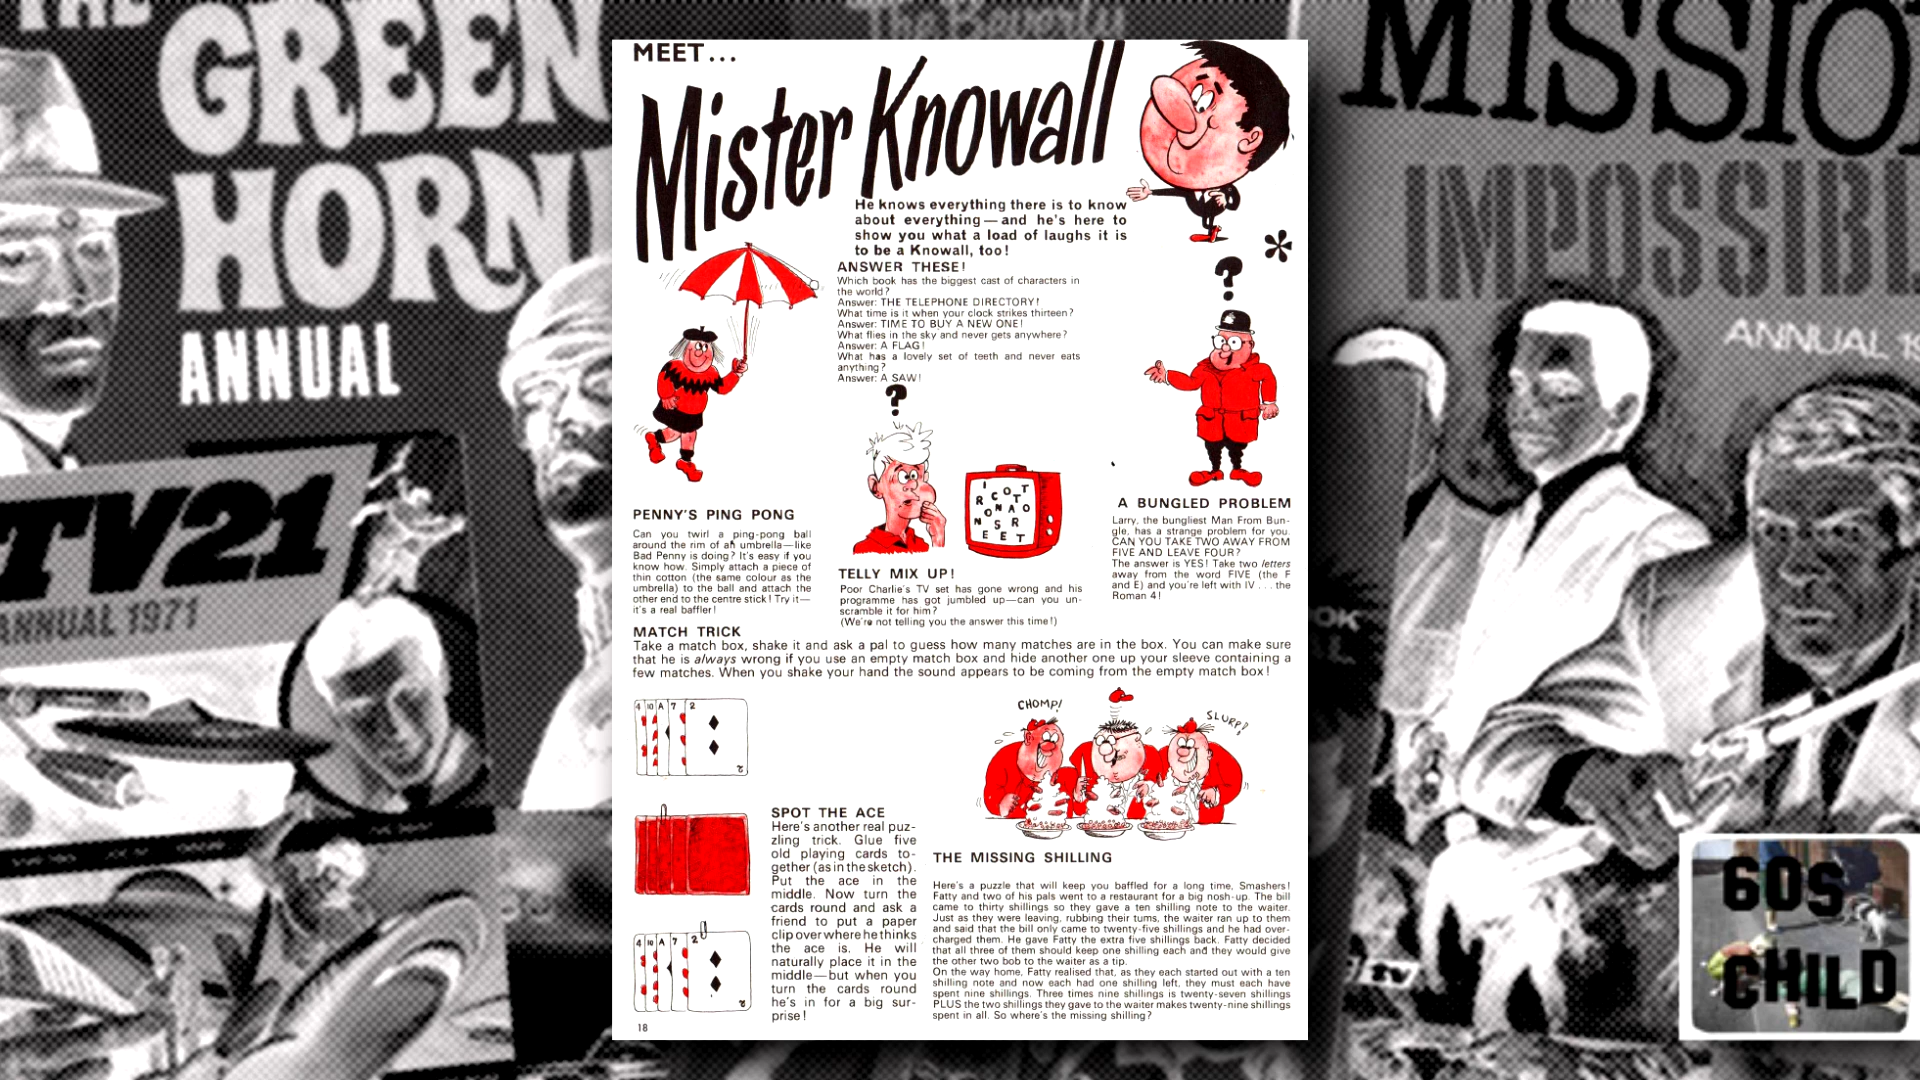 THE
GREEN
HORN
ANNUAL
The Beverly
MISSION
IMPOSSIBL
ANNUAL 19
TV21
ANNUAL 1971
MEET...
Mister Knowall
He knows everything there is to know
about everything — and he's here to
show you what a load of laughs it is
to be a Knowall, too!
*
ANSWER THESE!
Which book has the biggest cast of characters in
the world?
Answer: THE TELEPHONE DIRECTORY!
What time is it when your clock strikes thirteen?
Answer: TIME TO BUY A NEW ONE!
What flies in the sky and never gets anywhere?
Answer: A FLAG!
What has a lovely set of teeth and never eats
anything?
Answer: A SAW!
?
?
I
R C O T T
N O N A O
N S R
E E T
PENNY'S PING PONG
Can you twirl a ping-pong ball
around the rim of an umbrella—like
Bad Penny is doing? It's easy if you
know how. Simply attach a piece of
thin cotton (the same colour as the
umbrella) to the ball and attach the
other end to the centre stick! Try it—
it's a real baffler!
TELLY MIX UP!
Poor Charlie's TV set has gone wrong and his
programme has got jumbled up—can you un-
scramble it for him?
(We're not telling you the answer this time!)
A BUNGLED PROBLEM
Larry, the bungliest Man From Bun-
gle, has a strange problem for you.
CAN YOU TAKE TWO AWAY FROM
FIVE AND LEAVE FOUR?
The answer is YES! Take two letters
away from the word FIVE (the F
and E) and you're left with IV . . . the
Roman 4!
MATCH TRICK
Take a match box, shake it and ask a pal to guess how many matches are in the box. You can make sure
that he is always wrong if you use an empty match box and hide another one up your sleeve containing a
few matches. When you shake your hand the sound appears to be coming from the empty match box!
4 10 A 7 2
2
4 10 A 7 2
2
SPOT THE ACE
Here's another real puz-
zling trick. Glue five
old playing cards to-
gether (as in the sketch).
Put the ace in the
middle. Now turn the
cards round and ask a
friend to put a paper
clip over where he thinks
the ace is. He will
naturally place it in the
middle—but when you
turn the cards round
he's in for a big sur-
prise!
CHOMP!
SLURP!
THE MISSING SHILLING
Here's a puzzle that will keep you baffled for a long time, Smashers!
Fatty and two of his pals went to a restaurant for a big nosh-up. The bill
came to thirty shillings so they gave a ten shilling note to the waiter.
Just as they were leaving, rubbing their tums, the waiter ran up to them
and said that the bill only came to twenty-five shillings and he had over-
charged them. He gave Fatty the extra five shillings back. Fatty decided
that all three of them should keep one shilling each and they would give
the other two bob to the waiter as a tip.
On the way home, Fatty realised that, as they each started out with a ten
shilling note and now each had one shilling left, they must each have
spent nine shillings. Three times nine shillings is twenty-seven shillings
PLUS the two shillings they gave to the waiter makes twenty-nine shillings
spent in all. So where's the missing shilling?
18
60S
CHILD